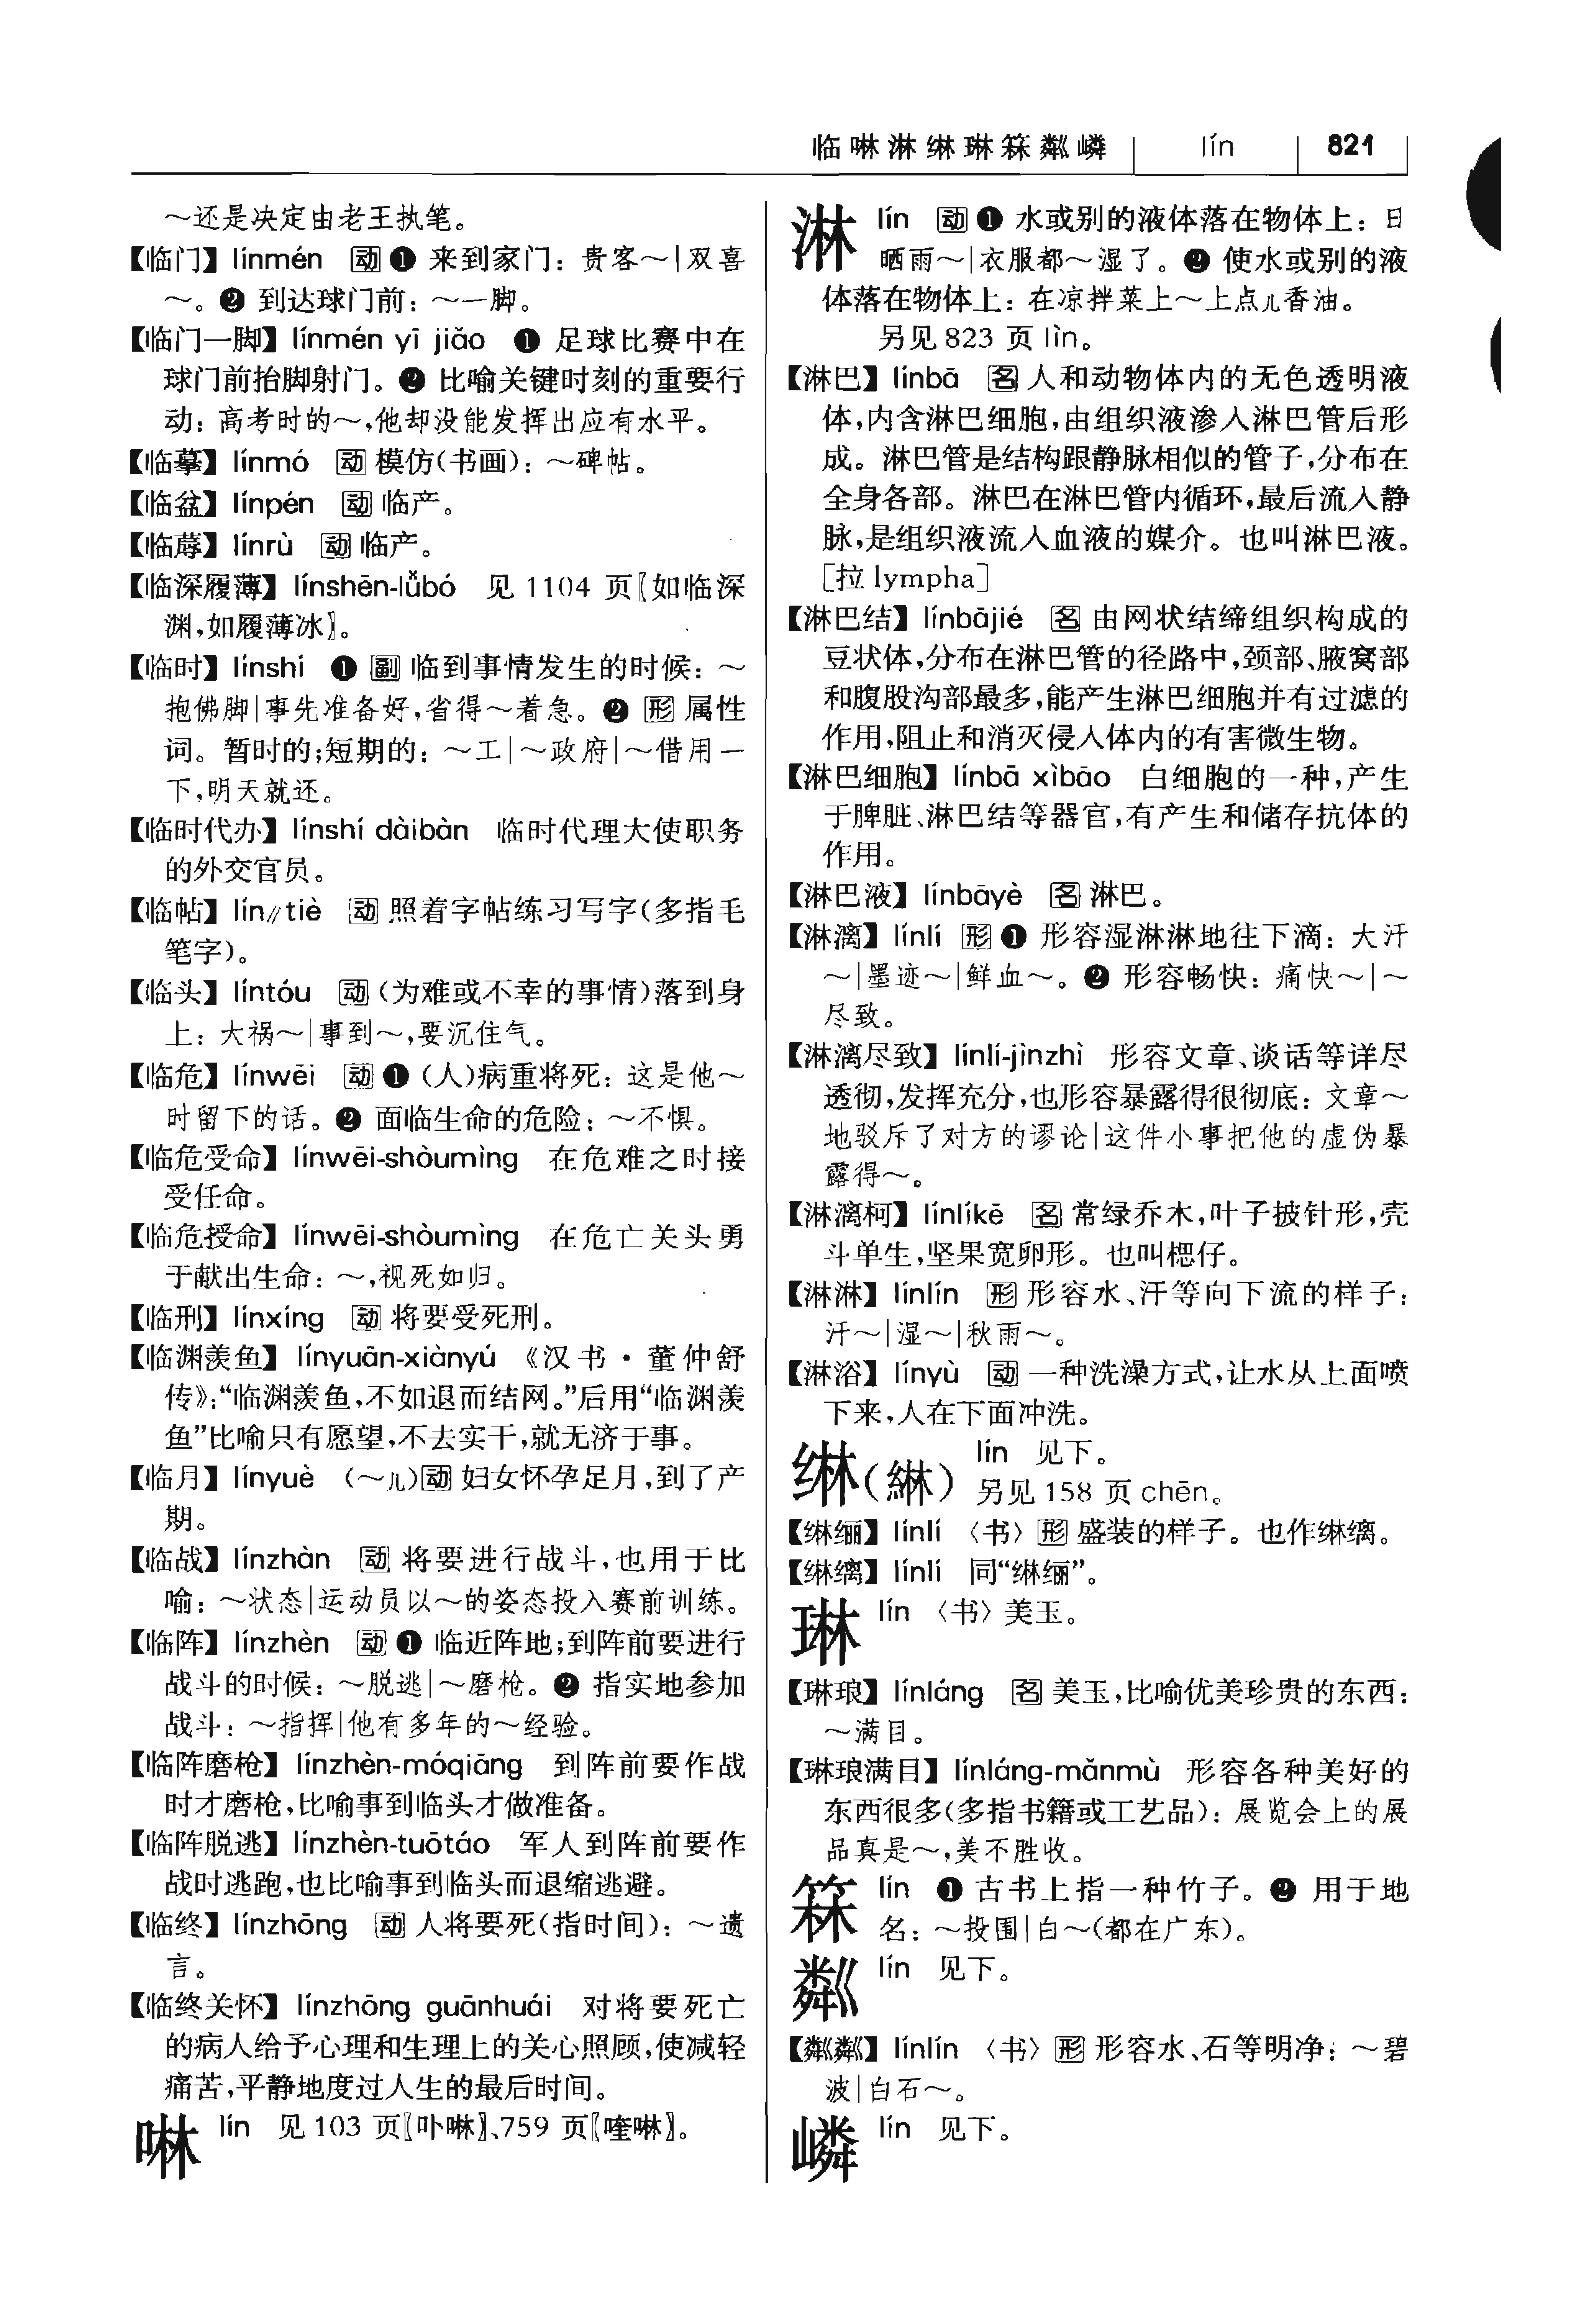 临啉淋綝琳箖粼嶙 lín 821
～还是决定由老王执笔。
【临门】línmén 动❶ 来到家门：贵客～|双喜
～。❷ 到达球门前：～一脚。
【临门一脚】línmén yī jiǎo ❶ 足球比赛中在
球门前抬脚射门。❷ 比喻关键时刻的重要行
动：高考时的～,他却没能发挥出应有水平。
【临摹】línmó 动 模仿(书画)：～碑帖。
【临盆】línpén 动 临产。
【临蓐】línrù 动 临产。
【临深履薄】línshēn-lǚbó 见 1104 页〖如临深
渊,如履薄冰〗。
【临时】línshí ❶ 副 临到事情发生的时候：～
抱佛脚|事先准备好,省得～着急。❷ 形 属性
词。暂时的;短期的：～工|～政府|～借用一
下,明天就还。
【临时代办】línshí dàibàn 临时代理大使职务
的外交官员。
【临帖】lín∥tiè 动 照着字帖练习写字(多指毛
笔字)。
【临头】líntóu 动 (为难或不幸的事情)落到身
上：大祸～|事到～,要沉住气。
【临危】línwēi 动❶ (人)病重将死：这是他～
时留下的话。❷ 面临生命的危险：～不惧。
【临危受命】línwēi-shòumìng 在危难之时接
受任命。
【临危授命】línwēi-shòumìng 在危亡关头勇
于献出生命：～,视死如归。
【临刑】línxíng 动 将要受死刑。
【临渊羡鱼】línyuān-xiànyú 《汉书·董仲舒
传》:“临渊羡鱼,不如退而结网。”后用“临渊羡
鱼”比喻只有愿望,不去实干,就无济于事。
【临月】línyuè (～儿)动 妇女怀孕足月,到了产
期。
【临战】línzhàn 动 将要进行战斗,也用于比
喻：～状态|运动员以～的姿态投入赛前训练。
【临阵】línzhèn 动❶ 临近阵地;到阵前要进行
战斗的时候：～脱逃|～磨枪。❷ 指实地参加
战斗：～指挥|他有多年的～经验。
【临阵磨枪】línzhèn-móqiāng 到阵前要作战
时才磨枪,比喻事到临头才做准备。
【临阵脱逃】línzhèn-tuōtáo 军人到阵前要作
战时逃跑,也比喻事到临头而退缩逃避。
【临终】línzhōng 动 人将要死(指时间)：～遗
言。
【临终关怀】línzhōng guānhuái 对将要死亡
的病人给予心理和生理上的关心照顾,使减轻
痛苦,平静地度过人生的最后时间。
啉 lín 见 103 页〖卟啉〗、759 页〖喹啉〗。
淋 lín 动❶ 水或别的液体落在物体上：日
晒雨～|衣服都～湿了。❷ 使水或别的液
体落在物体上：在凉拌菜上～上点儿香油。
另见 823 页 lìn。
【淋巴】línbā 名 人和动物体内的无色透明液
体,内含淋巴细胞,由组织液渗入淋巴管后形
成。淋巴管是结构跟静脉相似的管子,分布在
全身各部。淋巴在淋巴管内循环,最后流入静
脉,是组织液流入血液的媒介。也叫淋巴液。
[拉 lympha]
【淋巴结】línbājié 名 由网状结缔组织构成的
豆状体,分布在淋巴管的径路中,颈部、腋窝部
和腹股沟部最多,能产生淋巴细胞并有过滤的
作用,阻止和消灭侵入体内的有害微生物。
【淋巴细胞】línbā xìbāo 白细胞的一种,产生
于脾脏、淋巴结等器官,有产生和储存抗体的
作用。
【淋巴液】línbāyè 名 淋巴。
【淋漓】línlí 形❶ 形容湿淋淋地往下滴：大汗
～|墨迹～|鲜血～。❷ 形容畅快：痛快～|～
尽致。
【淋漓尽致】línlí-jìnzhì 形容文章、谈话等详尽
透彻,发挥充分,也形容暴露得很彻底：文章～
地驳斥了对方的谬论|这件小事把他的虚伪暴
露得～。
【淋漓柯】línlíkē 名 常绿乔木,叶子披针形,壳
斗单生,坚果宽卵形。也叫椤仔。
【淋淋】línlín 形 形容水、汗等向下流的样子：
汗～|湿～|秋雨～。
【淋浴】línyù 动 一种洗澡方式,让水从上面喷
下来,人在下面冲洗。
𬘭(綝) lín 见下。
另见 158 页 chēn。
【𬘭𬘓】línlí 〈书〉形 盛装的样子。也作𬘭缡。
【𬘭缡】línlí 同“𬘭𬘓”。
琳 lín 〈书〉美玉。
【琳琅】línláng 名 美玉,比喻优美珍贵的东西：
～满目。
【琳琅满目】línláng-mǎnmù 形容各种美好的
东西很多(多指书籍或工艺品)：展览会上的展
品真是～,美不胜收。
箖 lín ❶ 古书上指一种竹子。❷ 用于地
名：～投围|白～(都在广东)。
粼 lín 见下。
【粼粼】línlín 〈书〉形 形容水、石等明净：～碧
波|白石～。
嶙 lín 见下。